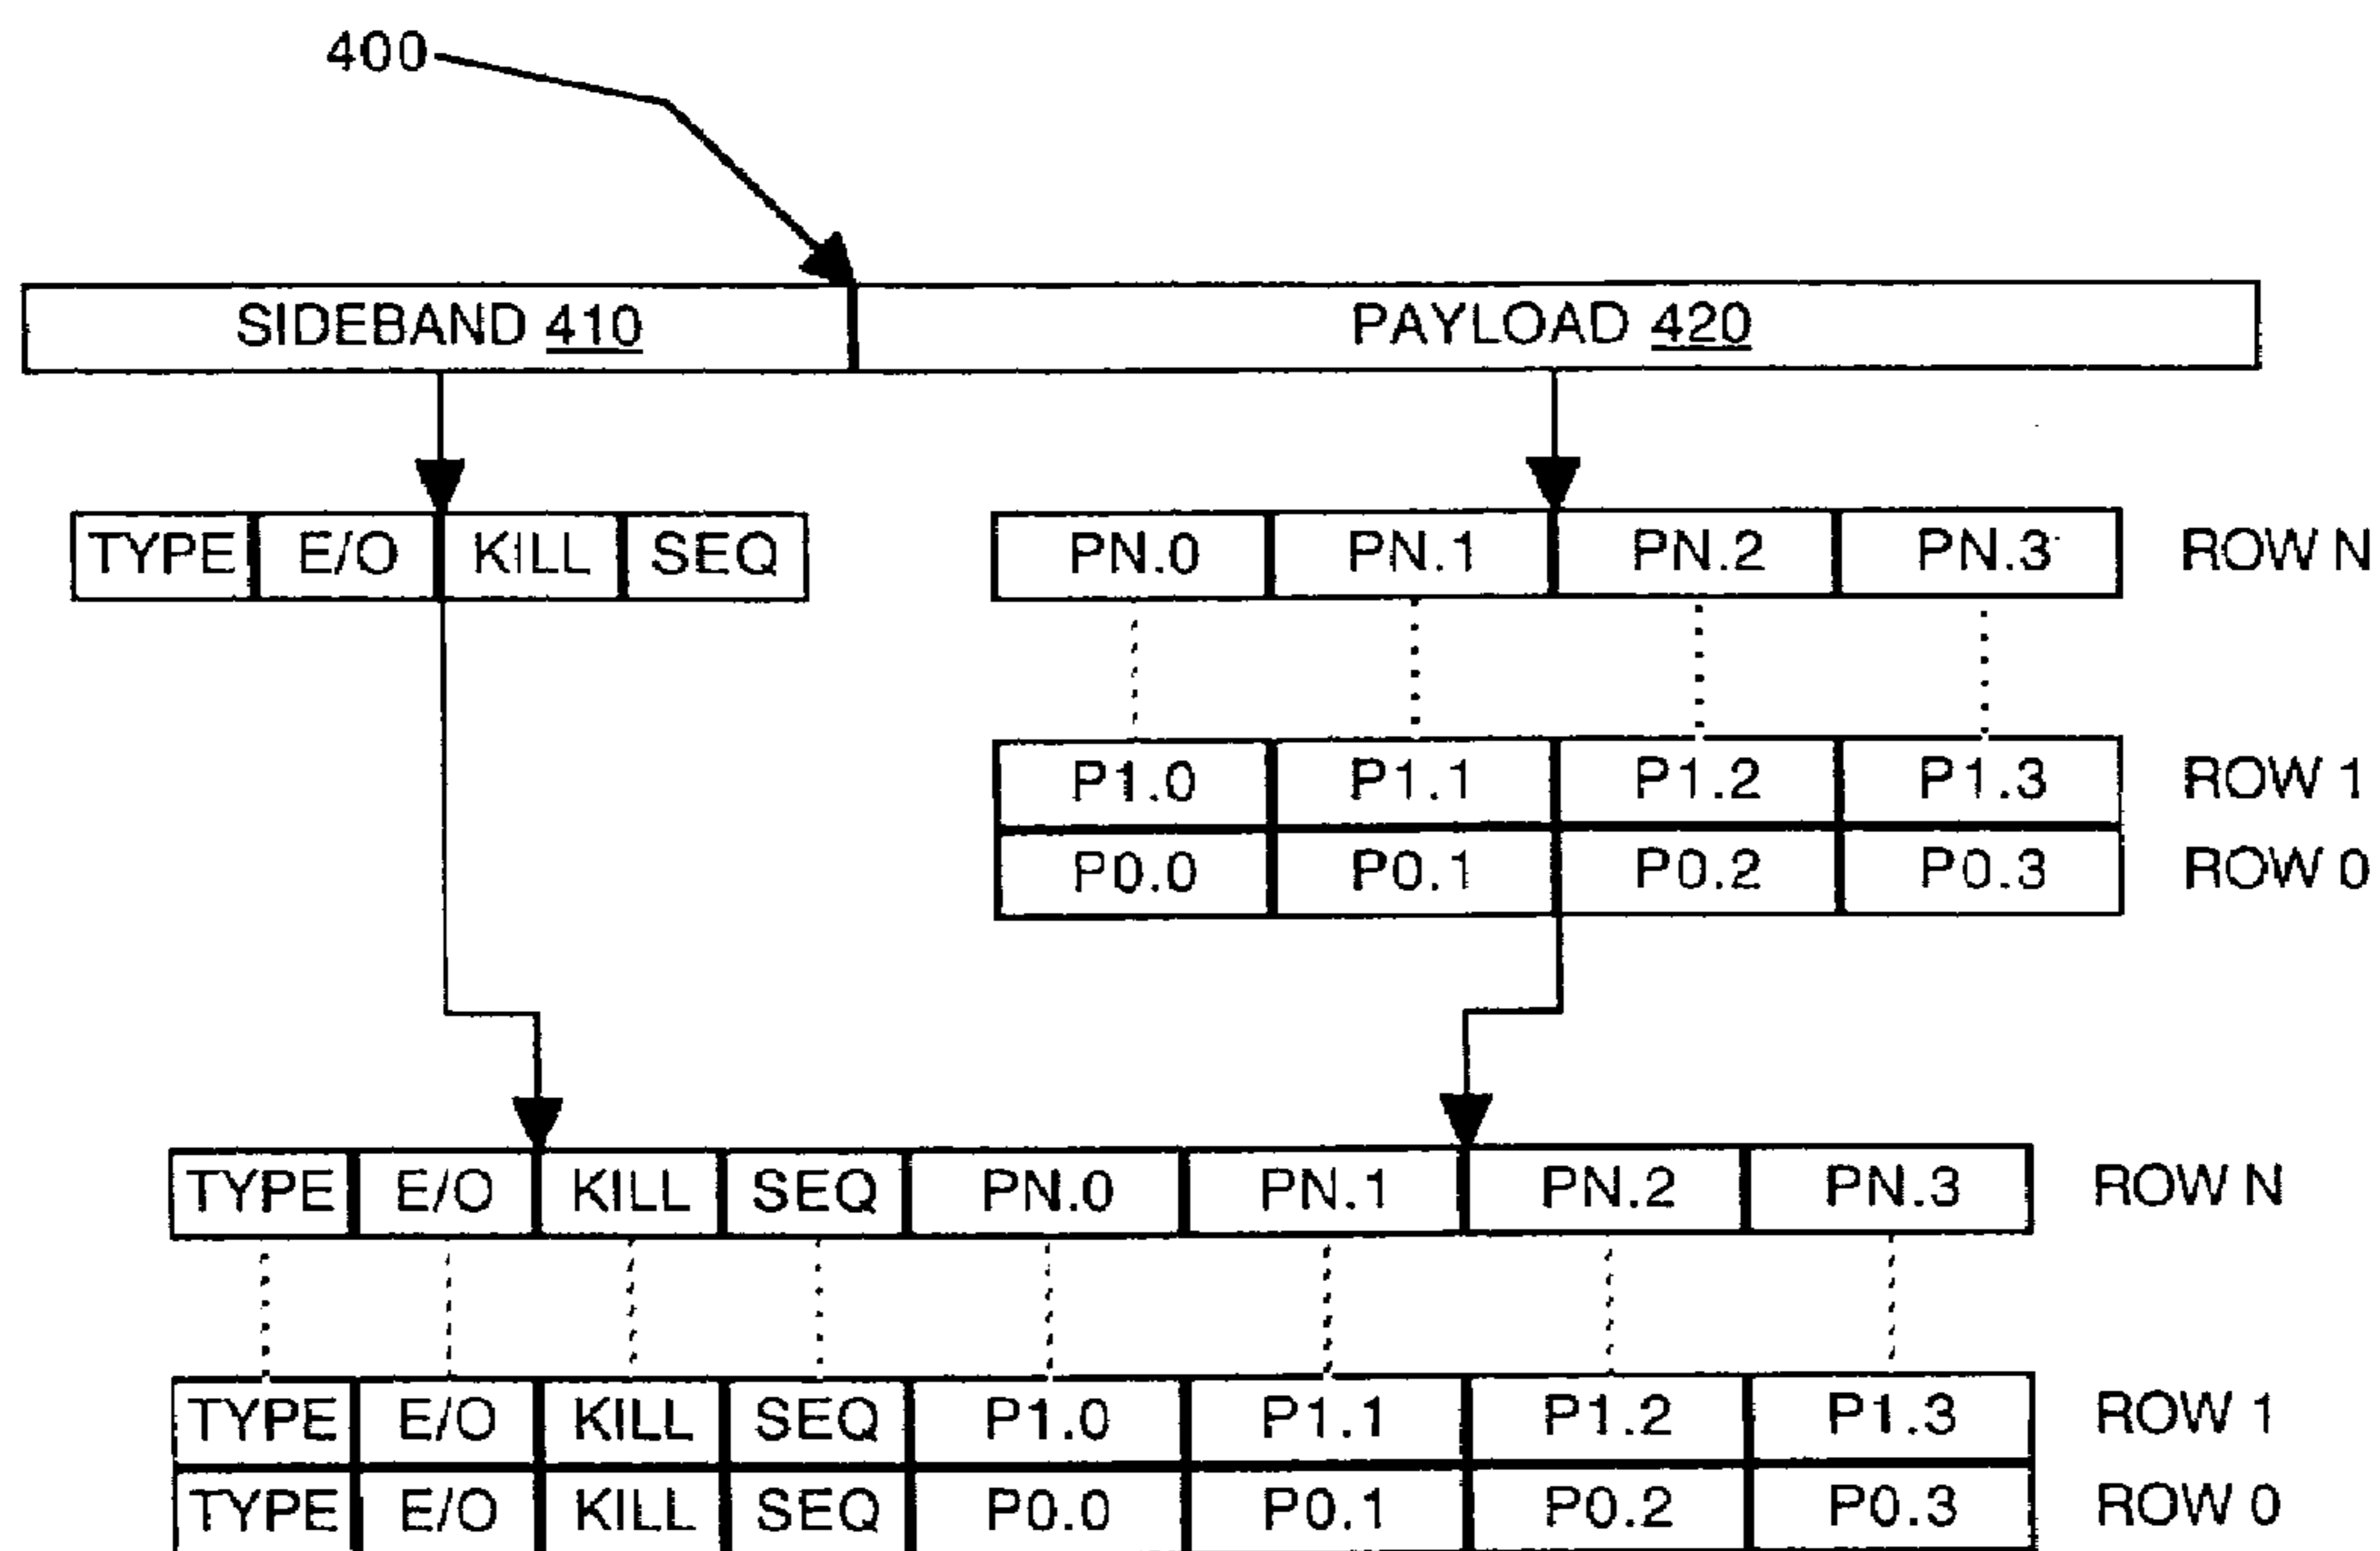 400
SIDEBAND 410 PAYLOAD 420
TYPE E/O KILL SEQ PN.0 PN.1 PN.2 PN.3 ROW N
P1.0 P1.1 P1.2 P1.3 ROW 1
P0.0 P0.1 P0.2 P0.3 ROW 0
TYPE E/O KILL SEQ PN.0 PN.1 PN.2 PN.3 ROW N
TYPE E/O KILL SEQ P1.0 P1.1 P1.2 P1.3 ROW 1
TYPE E/O KILL SEQ P0.0 P0.1 P0.2 P0.3 ROW 0